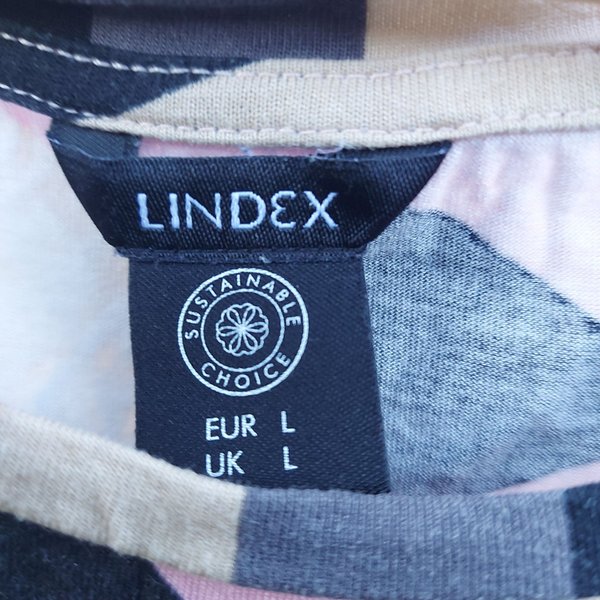 LINDEX
SUSTAINABLE
CHOICE
EUR L
UK L